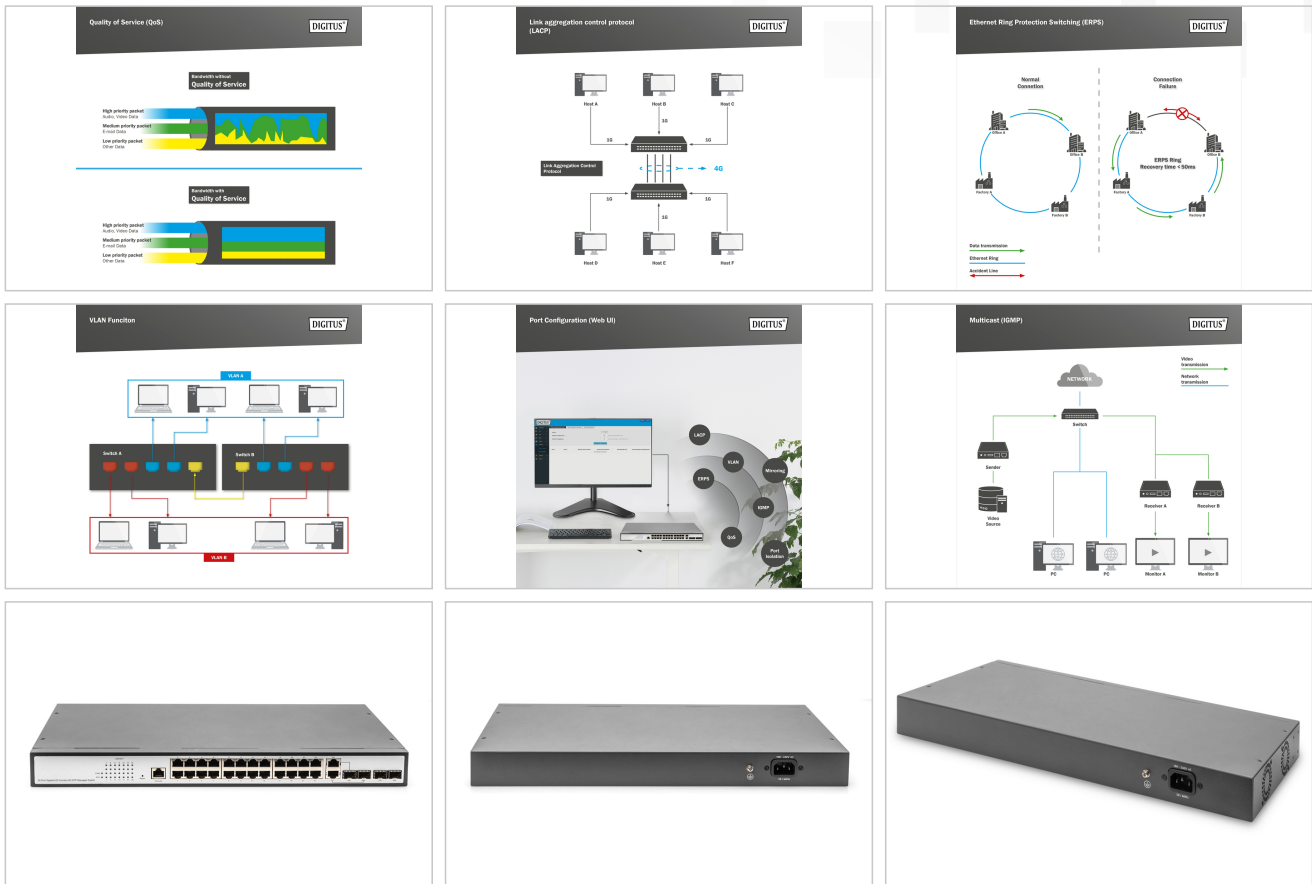 Quality of Service (QoS)
DIGITUS®
Bandwidth without
Quality of Service
High priority packet
Audio, Video Data
Medium priority packet
E-mail Data
Low priority packet
Other Data
Bandwidth with
Quality of Service
High priority packet
Audio, Video Data
Medium priority packet
E-mail Data
Low priority packet
Other Data
Link aggregation control protocol
(LACP)
DIGITUS®
Host A
Host B
Host C
1G
1G
1G
Link Aggregation Control
Protocol
4G
1G
1G
1G
Host D
Host E
Host F
Ethernet Ring Protection Switching (ERPS)
DIGITUS®
Normal
Connetion
Connection
Failure
Office A
Office B
Factory A
Factory B
Office A
Office B
ERPS Ring
Recovery time < 50ms
Factory A
Factory B
Data transmission
Ethernet Ring
Accident Line
VLAN Funciton
DIGITUS®
VLAN A
Switch A
Switch B
VLAN B
Port Configuration (Web UI)
DIGITUS®
DIGITUS
LACP
VLAN
Mirroring
ERPS
IGMP
QoS
Port
Isolation
Multicast (IGMP)
DIGITUS®
Video
transmission
Network
transmission
NETWORK
Switch
Sender
Video
Source
Receiver A
Receiver B
PC
PC
Monitor A
Monitor B